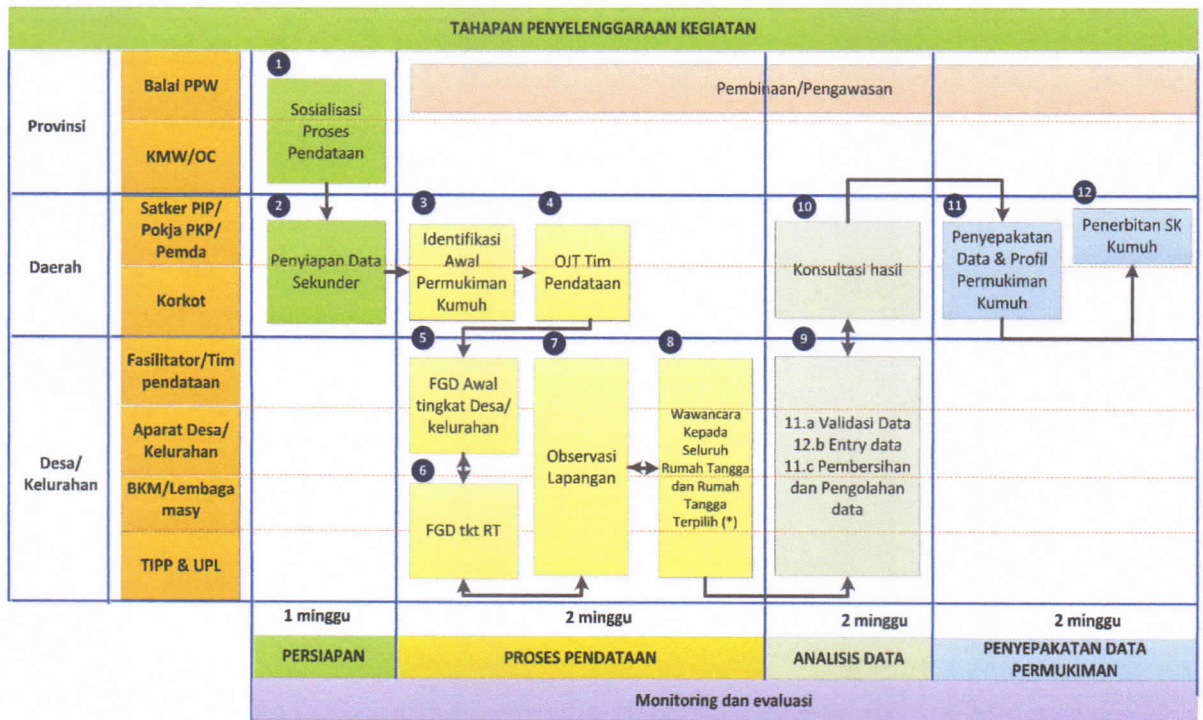 TAHAPAN PENYELENGGARAAN KEGIATAN
Provinsi
Balai PPW
KMW/OC
1
Sosialisasi
Proses
Pendataan
Pembinaan/Pengawasan
Daerah
Satker PIP/
Pokja PKP/
Pemda
Korkot
2
Penyiapan Data
Sekunder
3
Identifikasi
Awal
Permukiman
Kumuh
4
OJT Tim
Pendataan
10
Konsultasi hasil
11
Penyepakatan
Data & Profil
Permukiman
Kumuh
12
Penerbitan SK
Kumuh
Desa/
Kelurahan
Fasilitator/Tim
pendataan
Aparat Desa/
Kelurahan
BKM/Lembaga
masy
TIPP & UPL
5
FGD Awal
tingkat Desa/
kelurahan
6
FGD tkt RT
7
Observasi
Lapangan
8
Wawancara
Kepada
Seluruh
Rumah Tangga
dan Rumah
Tangga
Terpilih (*)
9
11.a Validasi Data
12.b Entry data
11.c Pembersihan
dan Pengolahan
data
1 minggu
2 minggu
2 minggu
2 minggu
PERSIAPAN
PROSES PENDATAAN
ANALISIS DATA
PENYEPAKATAN DATA
PERMUKIMAN
Monitoring dan evaluasi